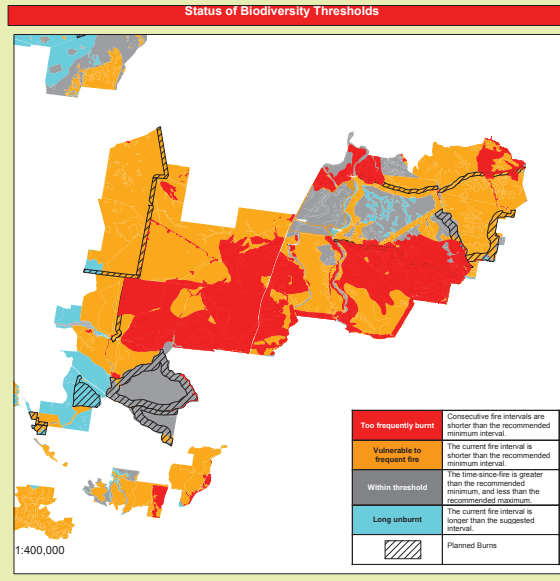 Status of Biodiversity Thresholds
Too frequently burnt
Consecutive fire intervals are
shorter than the recommended
minimum interval.
Vulnerable to
frequent fire
The current fire interval is
shorter than the recommended
minimum interval.
Within threshold
The time-since-fire is greater
than the recommended
minimum, and less than the
recommended maximum.
Long unburnt
The current fire interval is
longer than the suggested
interval.
Planned Burns
1:400,000